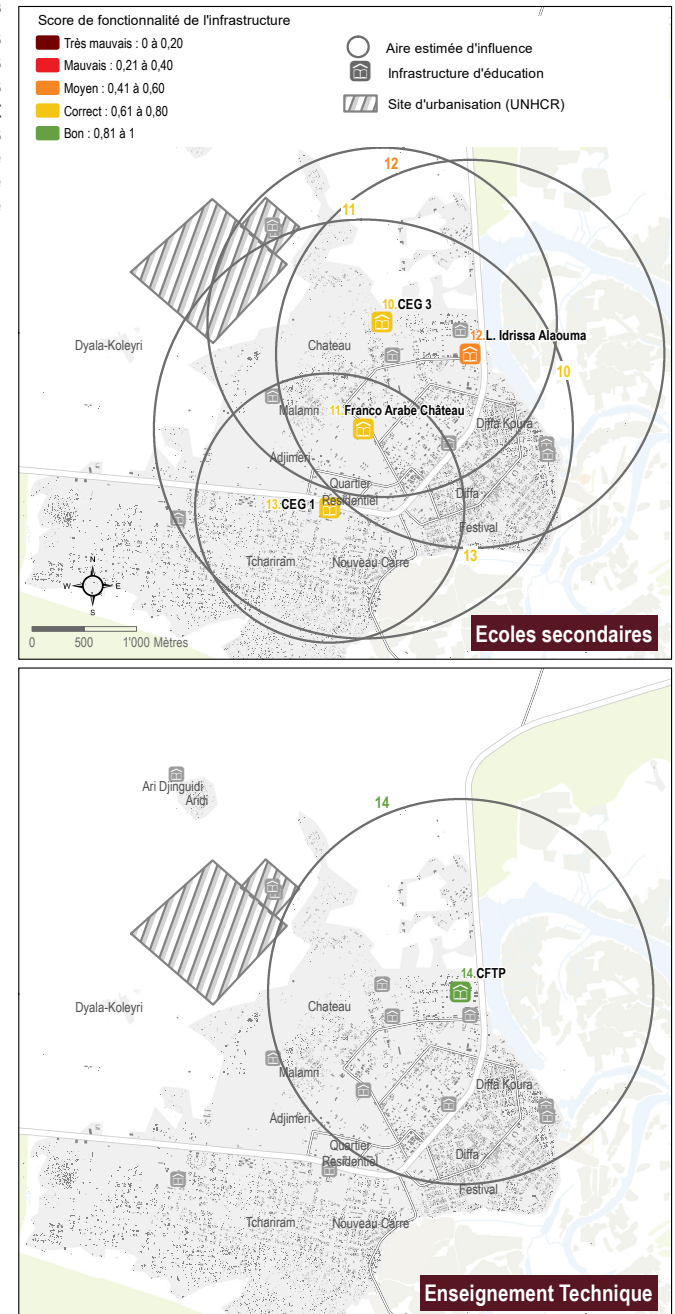 Score de fonctionnalité de l'infrastructure
Très mauvais : 0 à 0,20
Mauvais : 0,21 à 0,40
Moyen : 0,41 à 0,60
Correct : 0,61 à 0,80
Bon : 0,81 à 1
Aire estimée d'influence
Infrastructure d'éducation
Site d'urbanisation (UNHCR)
12
11
10.CEG 3
12.L. Idrissa Alaouma
Dyala-Koleyri
Chateau
10
Malamri
11.Franco Arabe Château
Diffa Koura
Adjimeri
Quartier
Residentiel
Diffa
13.CEG 1
Festival
13
Tchariram
Nouveau Carre
N
W
E
S
0 500 1'000 Mètres
Ecoles secondaires
Ari Djinguidi
Aridi
14
14.CFTP
Dyala-Koleyri
Chateau
Malamri
Diffa Koura
Adjimeri
Quartier
Residentiel
Diffa
Festival
Tchariram
Nouveau Carre
Enseignement Technique